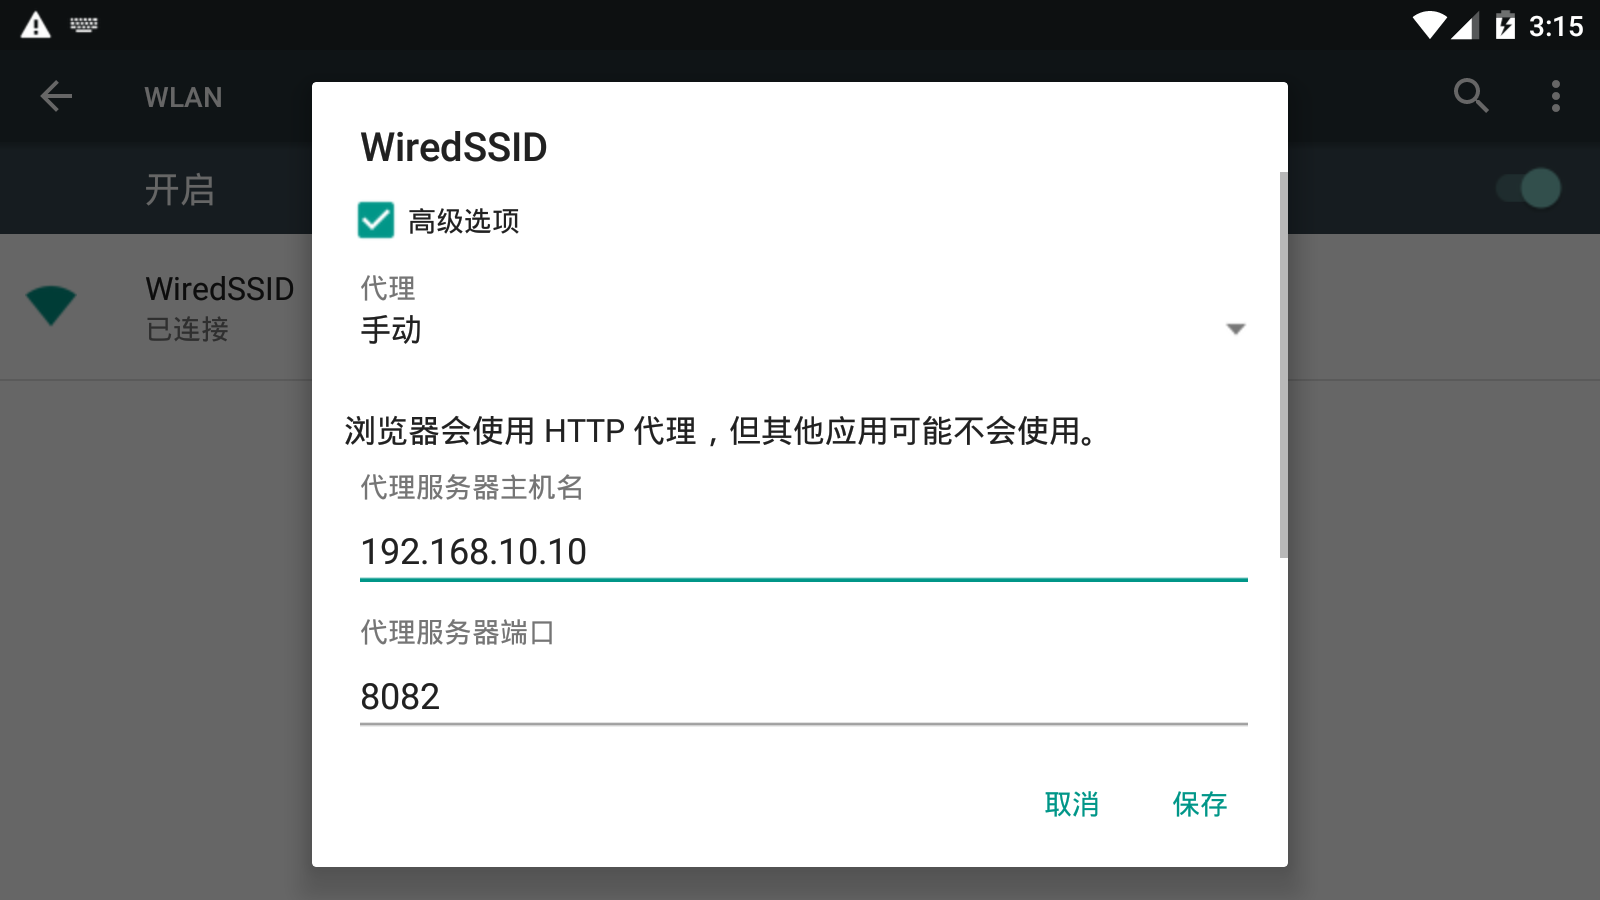 3:15
WLAN
开启
WiredSSID
已连接
WiredSSID
高级选项
代理
手动
浏览器会使用 HTTP 代理，但其他应用可能不会使用。
代理服务器主机名
192.168.10.10
代理服务器端口
8082
取消 保存